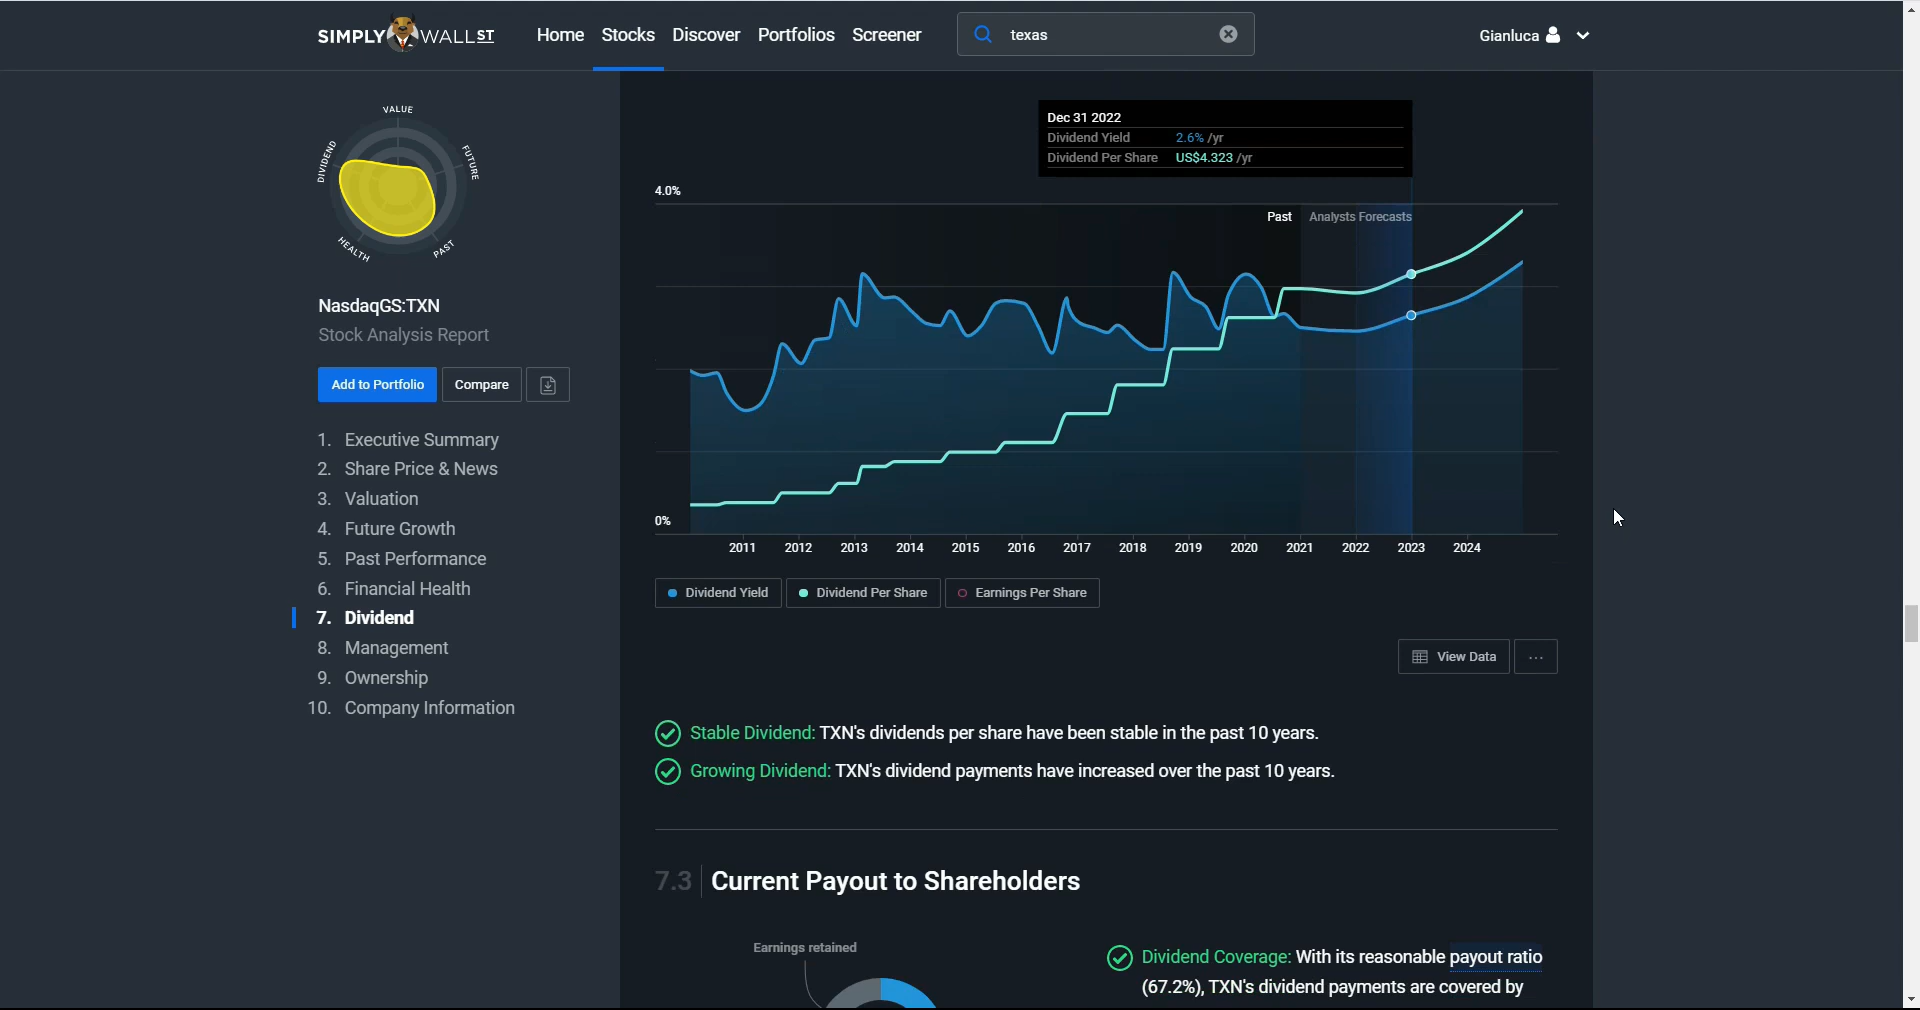 SIMPLY WALLST
Home Stocks Discover Portfolios Screener
texas
Gianluca
VALUE
FUTURE
PAST
HEALTH
DIVIDEND
NasdaqGS:TXN
Stock Analysis Report
Add to Portfolio
Compare
1. Executive Summary
2. Share Price & News
3. Valuation
4. Future Growth
5. Past Performance
6. Financial Health
7. Dividend
8. Management
9. Ownership
10. Company Information
Dec 31 2022
Dividend Yield 2.6% /yr
Dividend Per Share US$4.323 /yr
4.0%
Past Analysts Forecasts
0%
2011 2012 2013 2014 2015 2016 2017 2018 2019 2020 2021 2022 2023 2024
Dividend Yield Dividend Per Share Earnings Per Share
View Data ...
Stable Dividend: TXN's dividends per share have been stable in the past 10 years.
Growing Dividend: TXN's dividend payments have increased over the past 10 years.
7.3 Current Payout to Shareholders
Earnings retained
Dividend Coverage: With its reasonable payout ratio
(67.2%), TXN's dividend payments are covered by